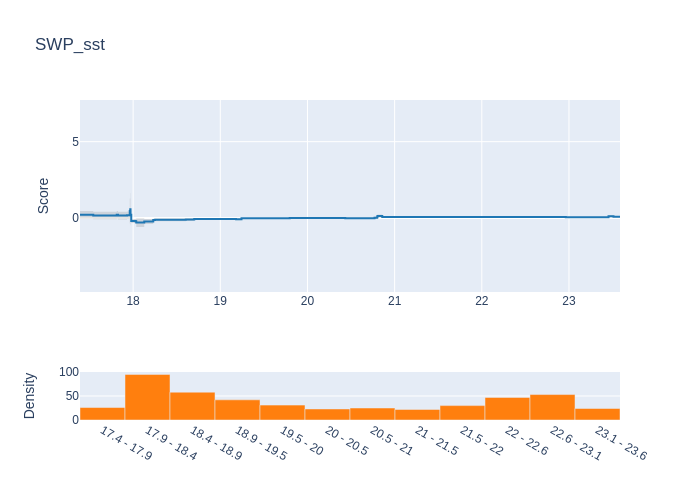 SWP_sst
Score
5
0
18 19 20 21 22 23
Density
100
50
0
17.4 - 17.9
17.9 - 18.4
18.4 - 18.9
18.9 - 19.5
19.5 - 20
20 - 20.5
20.5 - 21
21 - 21.5
21.5 - 22
22 - 22.6
22.6 - 23.1
23.1 - 23.6